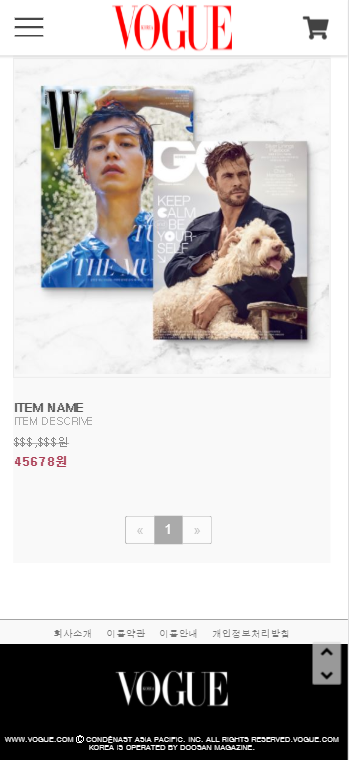 VOGUE
KOREA
W
GQ
KEEP
CALM
AND
BE
YOUR-
SELF
THE MU
ITEM NAME
ITEM DESCRIVE
$$$,$$$원
45678원
« 1 »
회사소개 이용약관 이용안내 개인정보처리방침
VOGUE
KOREA
WWW.VOGUE.COM © CONDÉNAST ASIA PACIFIC. INC. ALL RIGHTS RESERVED.VOGUE.COM
KOREA IS OPERATED BY DOOSAN MAGAZINE.